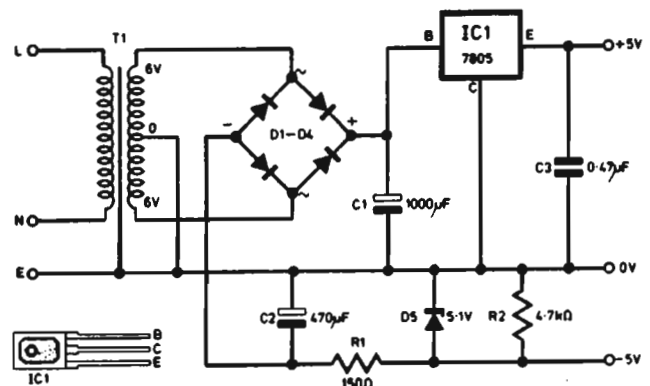 T1
L
6V
0
6V
N
E
~
-
D1-D4
+
~
B
IC1
7805
E
C
+5V
C1
1000µF
C3
0·47µF
0V
C2
470µF
D5
5·1V
R2
4·7kΩ
R1
150Ω
-5V
B
C
E
IC1